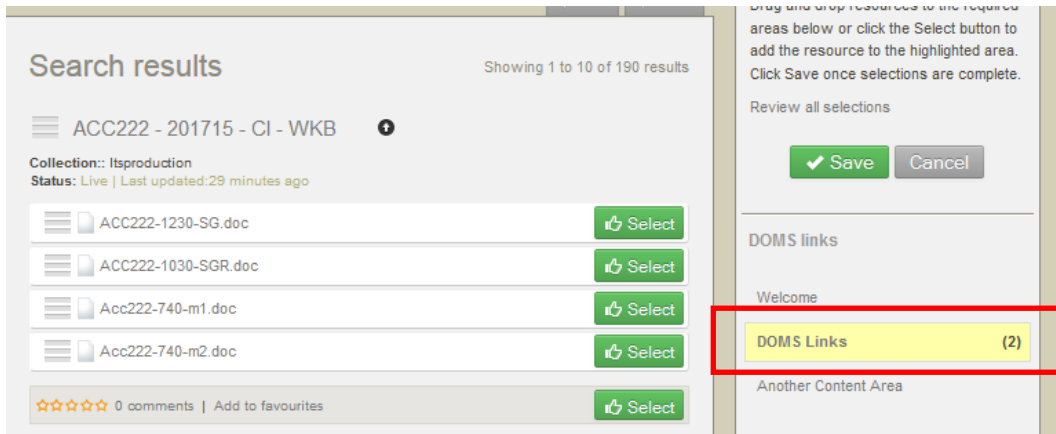 Drag and drop resources to the required
areas below or click the Select button to
add the resource to the highlighted area.
Click Save once selections are complete.
Review all selections
Save Cancel
Search results
Showing 1 to 10 of 190 results
ACC222 - 201715 - CI - WKB
Collection:: Itsproduction
Status: Live | Last updated:29 minutes ago
ACC222-1230-SG.doc Select
ACC222-1030-SGR.doc Select
Acc222-740-m1.doc Select
Acc222-740-m2.doc Select
0 comments | Add to favourites Select
DOMS links
Welcome
DOMS Links (2)
Another Content Area